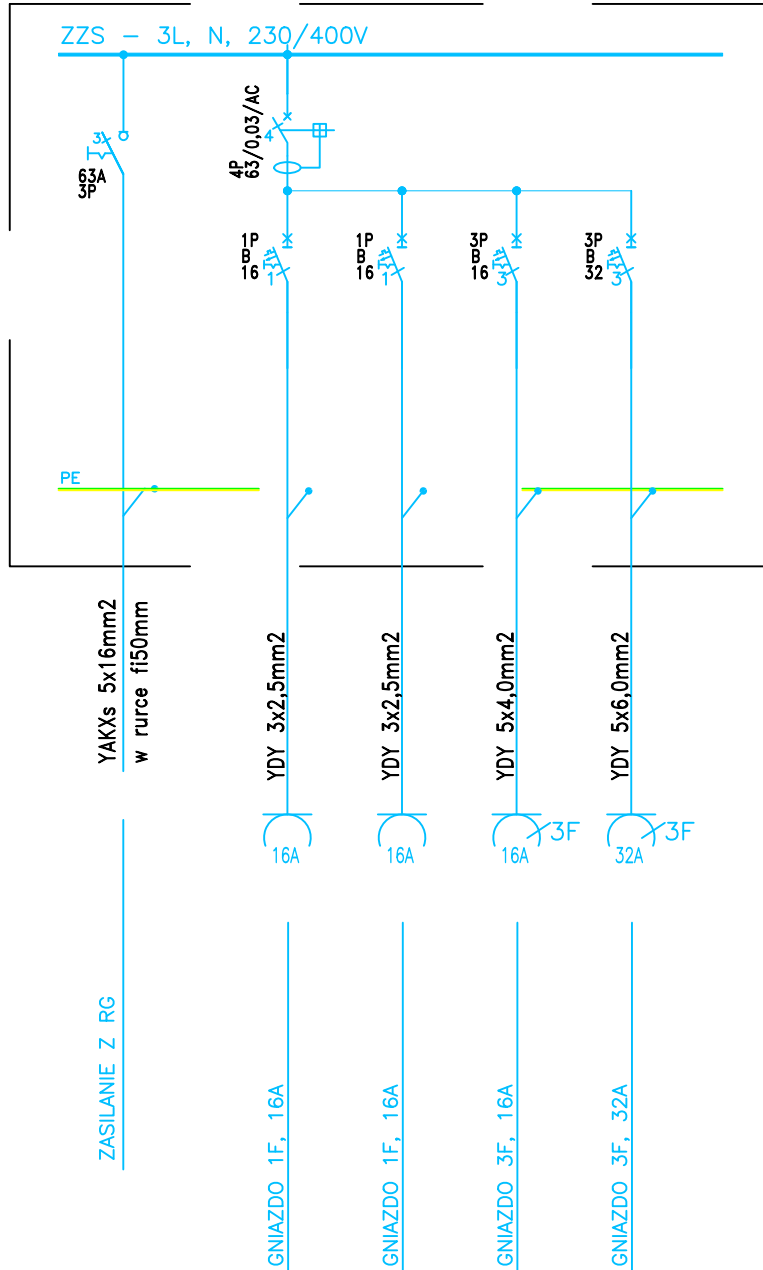 ZZS – 3L, N, 230/400V
3
63A
3P
4
4P
63/0,03/AC
1P
B
16
1
1P
B
16
1
3P
B
16
3
3P
B
32
3
PE
YAKXs 5x16mm2
w rurce fi50mm
YDY 3x2,5mm2
YDY 3x2,5mm2
YDY 5x4,0mm2
YDY 5x6,0mm2
16A
16A
16A
3F
32A
3F
ZASILANIE Z RG
GNIAZDO 1F, 16A
GNIAZDO 1F, 16A
GNIAZDO 3F, 16A
GNIAZDO 3F, 32A